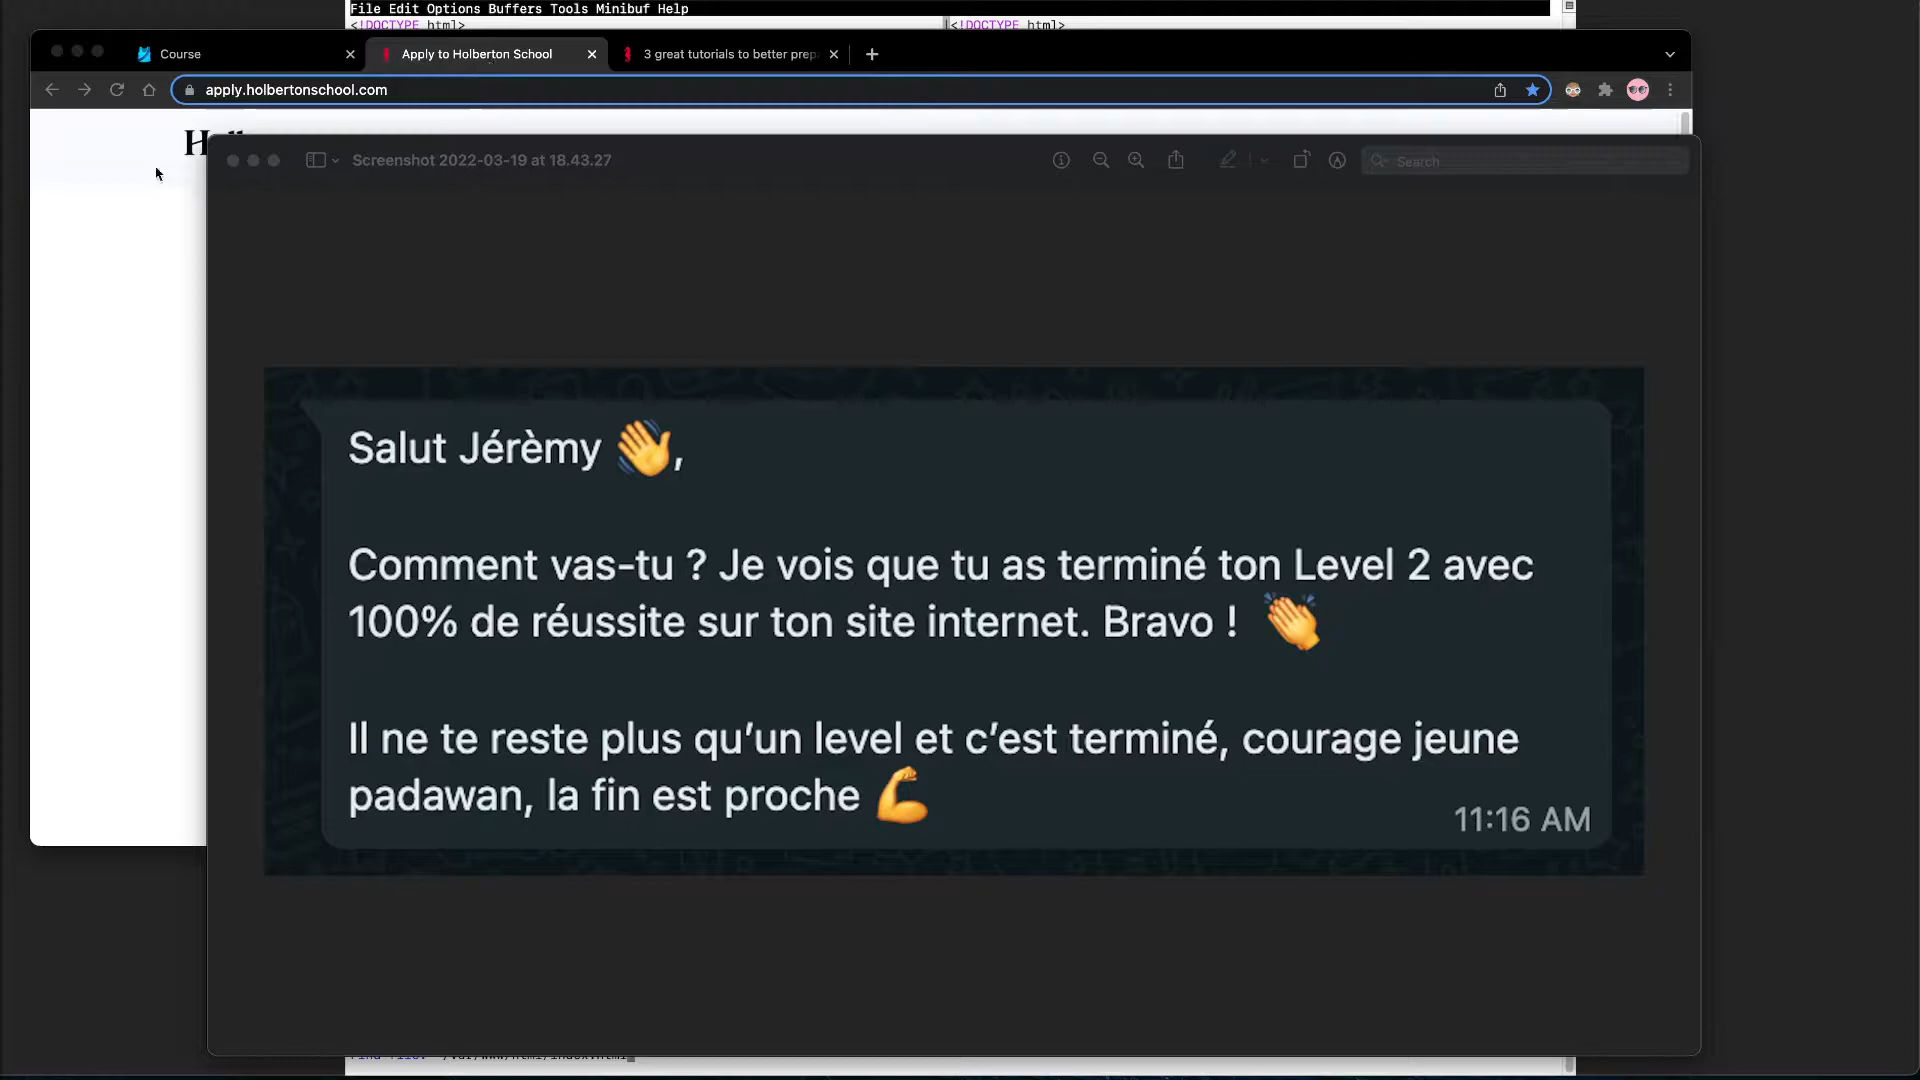 File Edit Options Buffers Tools Minibuf Help
<!DOCTYPE html> <!DOCTYPE html>
Course Apply to Holberton School 3 great tutorials to better prep
apply.holbertonschool.com
Screenshot 2022-03-19 at 18.43.27 Search
Salut Jérèmy 👋,
Comment vas-tu ? Je vois que tu as terminé ton Level 2 avec
100% de réussite sur ton site internet. Bravo ! 👏
Il ne te reste plus qu’un level et c’est terminé, courage jeune
padawan, la fin est proche 💪
11:16 AM